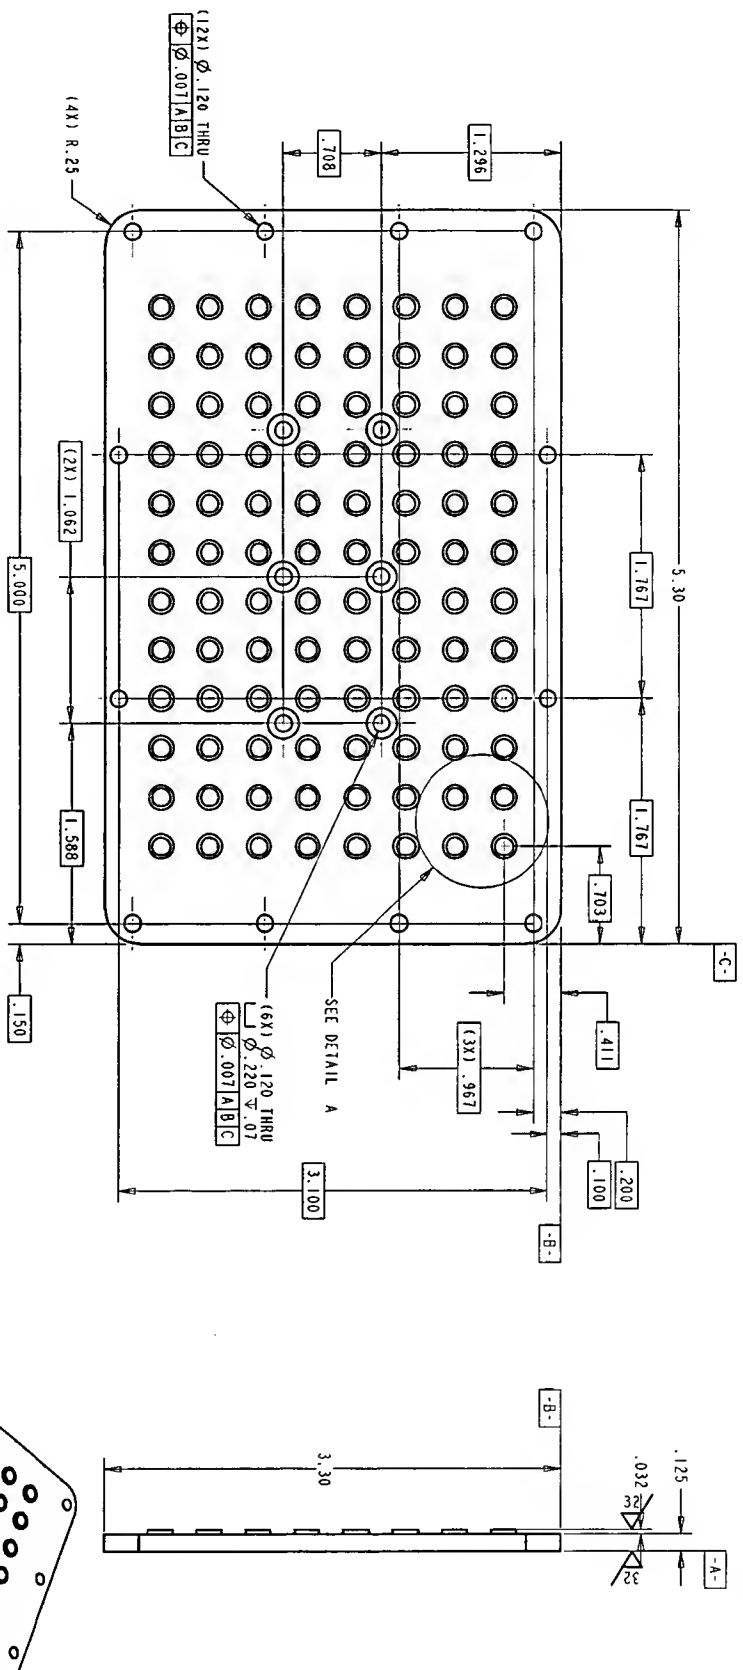 (12X) Ø.120 THRU
⌖ Ø.007 A B C
(4X) R.25
.708
1.296
5.30
1.767
1.767
.703
-C-
.411
(3X) .967
.200
.100
3.100
-B-
(2X) 1.062
5.000
1.588
.150
SEE DETAIL A
(6X) Ø.120 THRU
⌴ Ø.220 ↧.07
⌖ Ø.007 A B C
-B-
3.30
.032
.125
32
32
-A-